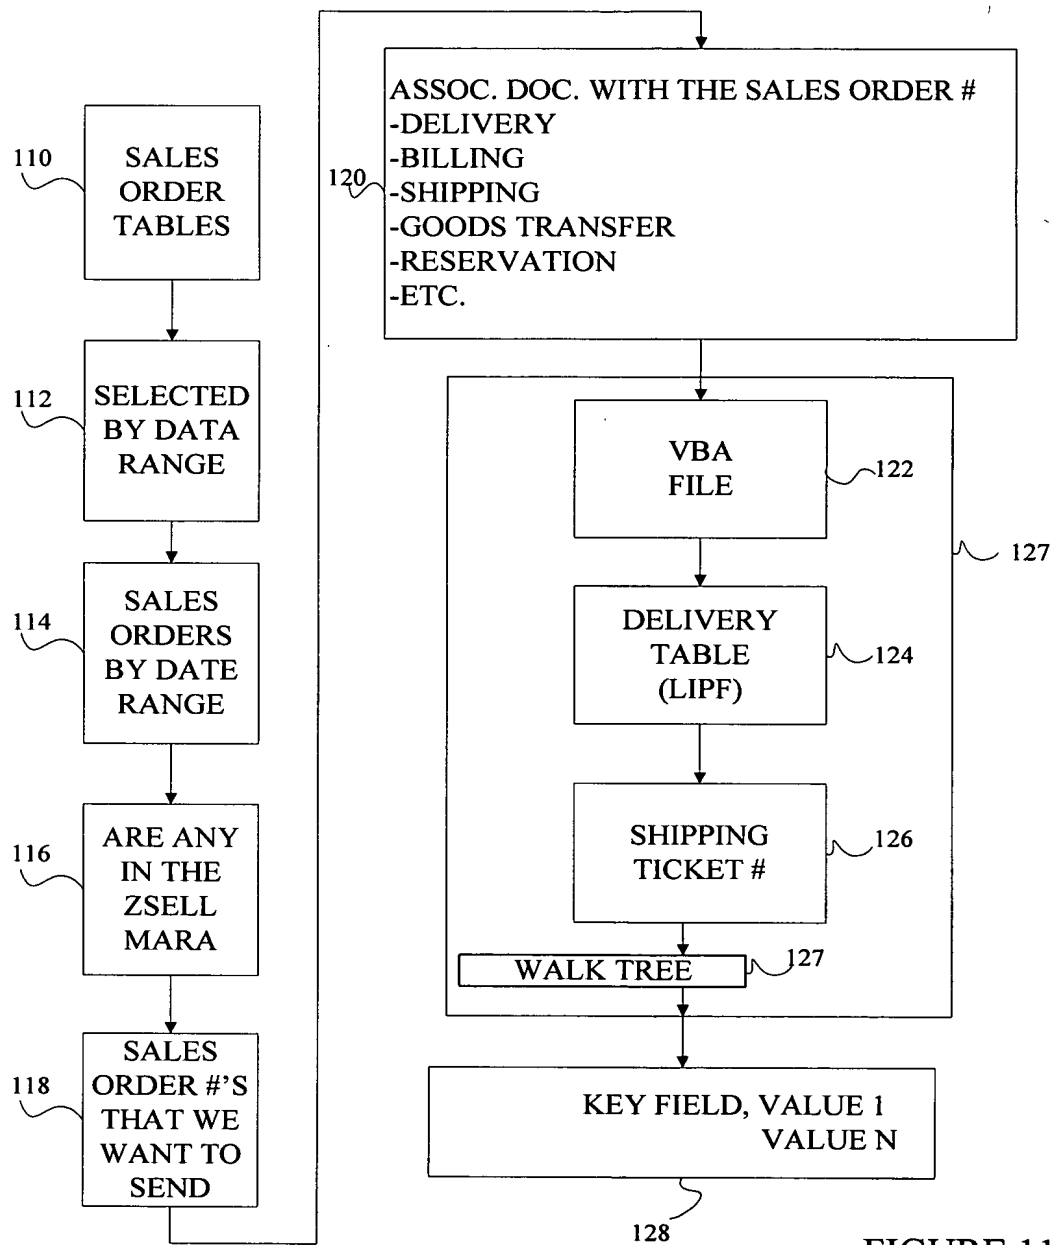 110
SALES
ORDER
TABLES
112
SELECTED
BY DATA
RANGE
114
SALES
ORDERS
BY DATE
RANGE
116
ARE ANY
IN THE
ZSELL
MARA
118
SALES
ORDER #'S
THAT WE
WANT TO
SEND
120
ASSOC. DOC. WITH THE SALES ORDER #
-DELIVERY
-BILLING
-SHIPPING
-GOODS TRANSFER
-RESERVATION
-ETC.
VBA
FILE
122
127
DELIVERY
TABLE
(LIPF)
124
SHIPPING
TICKET #
126
WALK TREE
127
KEY FIELD, VALUE 1
VALUE N
128
FIGURE 11